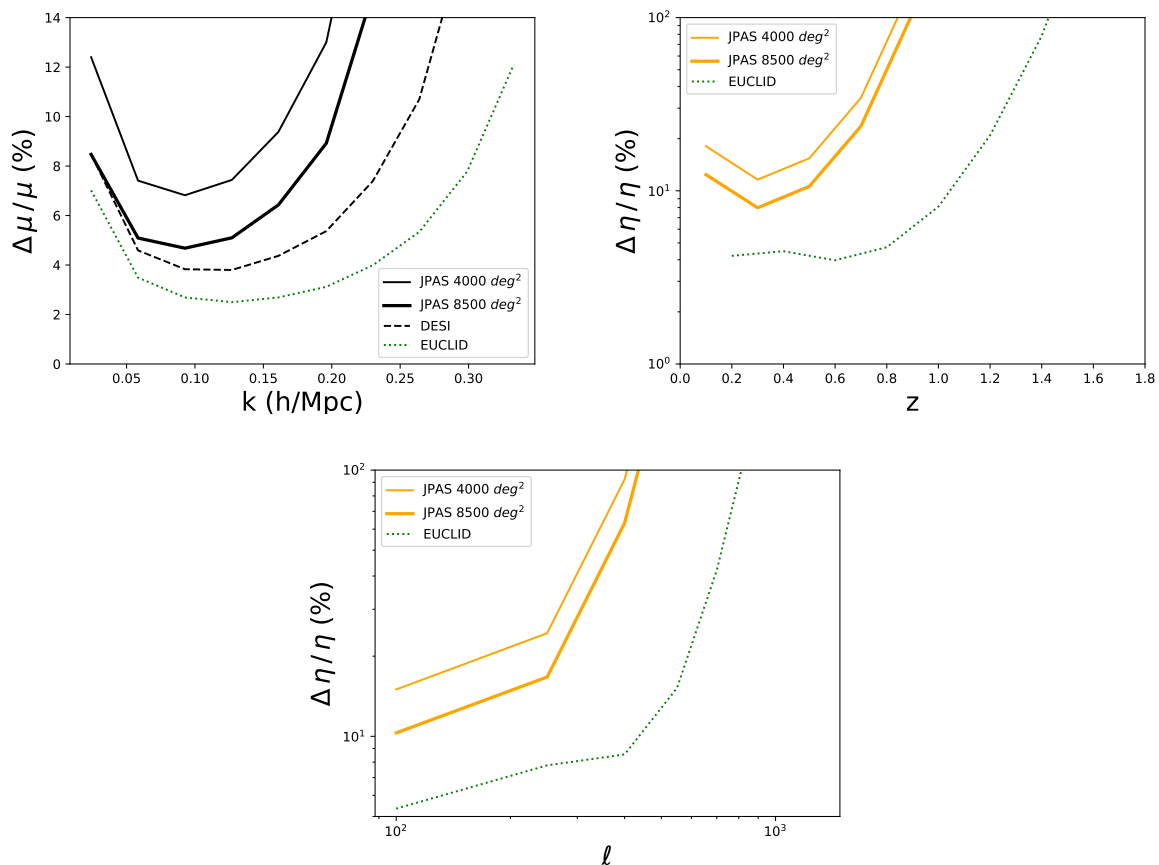 14
12
10
8
6
4
2
0
Δ μ / μ (%)
JPAS 4000 deg²
JPAS 8500 deg²
DESI
EUCLID
0.05 0.10 0.15 0.20 0.25 0.30
k (h/Mpc)
10²
10¹
10⁰
Δ η / η (%)
JPAS 4000 deg²
JPAS 8500 deg²
EUCLID
0.0 0.2 0.4 0.6 0.8 1.0 1.2 1.4 1.6 1.8
z
10²
10¹
Δ η / η (%)
JPAS 4000 deg²
JPAS 8500 deg²
EUCLID
10² 10³
ℓ